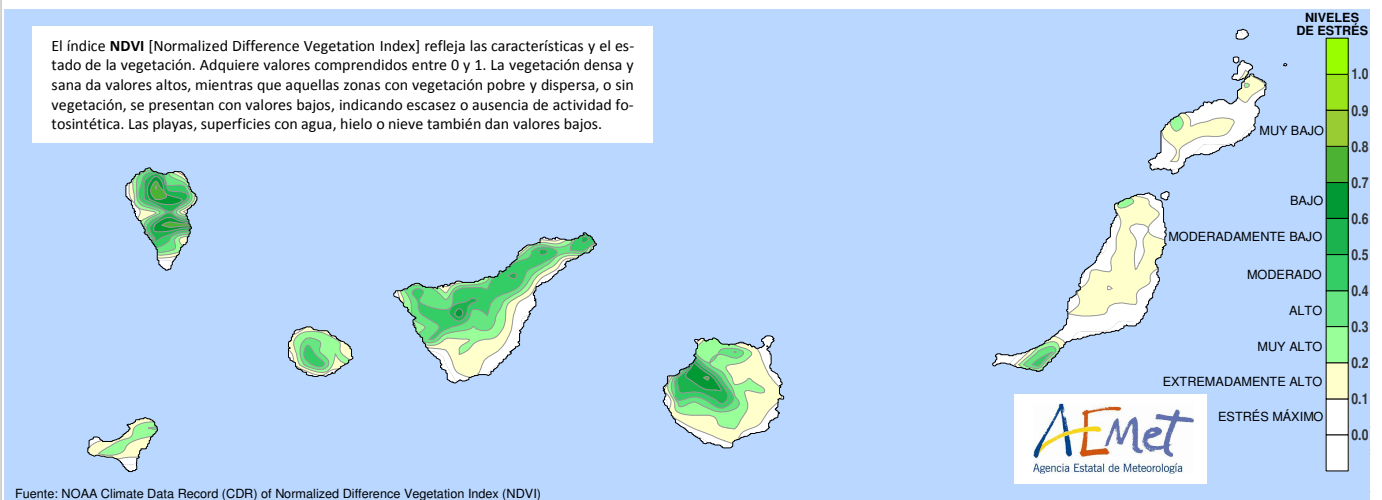 El índice NDVI [Normalized Difference Vegetation Index] refleja las características y el es-
tado de la vegetación. Adquiere valores comprendidos entre 0 y 1. La vegetación densa y
sana da valores altos, mientras que aquellas zonas con vegetación pobre y dispersa, o sin
vegetación, se presentan con valores bajos, indicando escasez o ausencia de actividad fo-
tosintética. Las playas, superficies con agua, hielo o nieve también dan valores bajos.
NIVELES
DE ESTRÉS
1.0
0.9
MUY BAJO
0.8
0.7
BAJO
0.6
MODERADAMENTE BAJO
0.5
MODERADO
0.4
ALTO
0.3
MUY ALTO
0.2
EXTREMADAMENTE ALTO
0.1
ESTRÉS MÁXIMO
0.0
AEMet
Agencia Estatal de Meteorología
Fuente: NOAA Climate Data Record (CDR) of Normalized Difference Vegetation Index (NDVI)